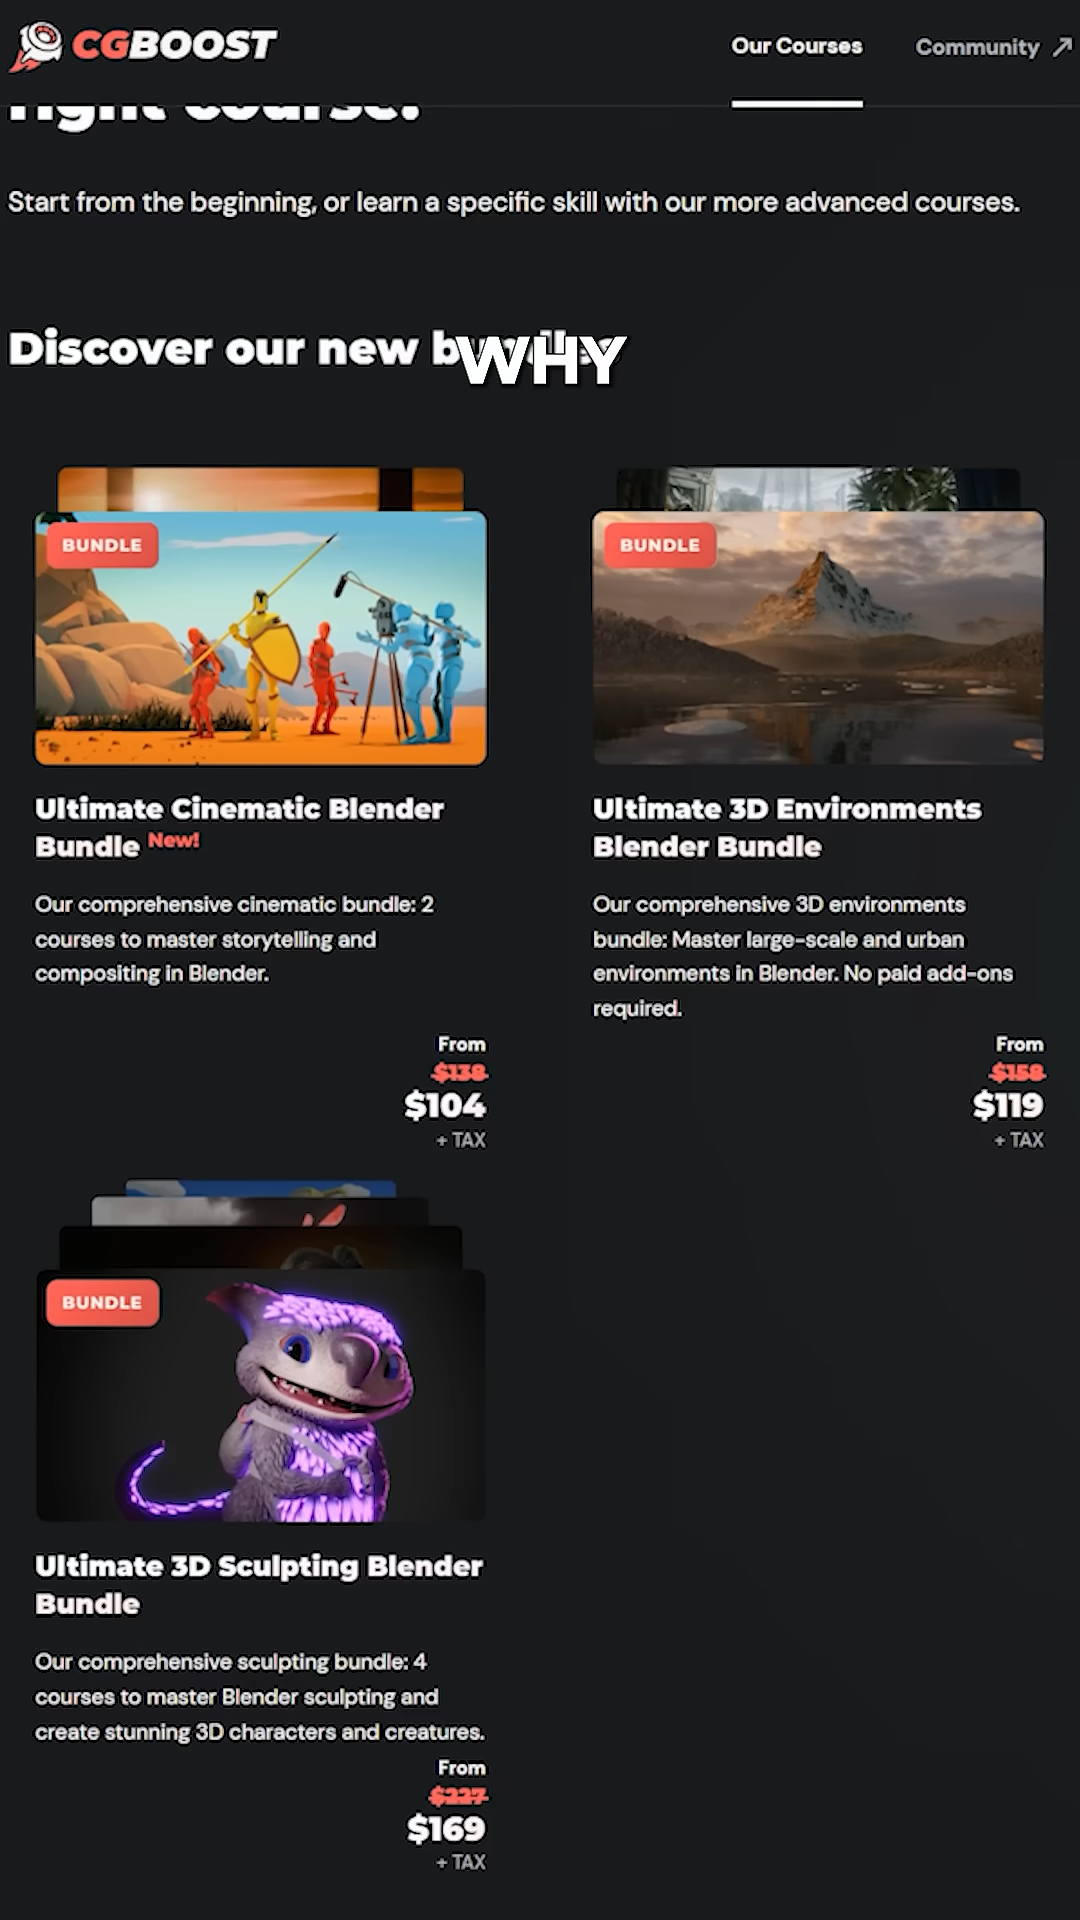 CGBOOST
Our Courses
Community
right course.
Start from the beginning, or learn a specific skill with our more advanced courses.
Discover our new
WHY
BUNDLE
BUNDLE
Ultimate Cinematic Blender
Bundle New!
Our comprehensive cinematic bundle: 2
courses to master storytelling and
compositing in Blender.
From
$138
$104
+ TAX
Ultimate 3D Environments
Blender Bundle
Our comprehensive 3D environments
bundle: Master large-scale and urban
environments in Blender. No paid add-ons
required.
From
$158
$119
+ TAX
BUNDLE
Ultimate 3D Sculpting Blender
Bundle
Our comprehensive sculpting bundle: 4
courses to master Blender sculpting and
create stunning 3D characters and creatures.
From
$227
$169
+ TAX